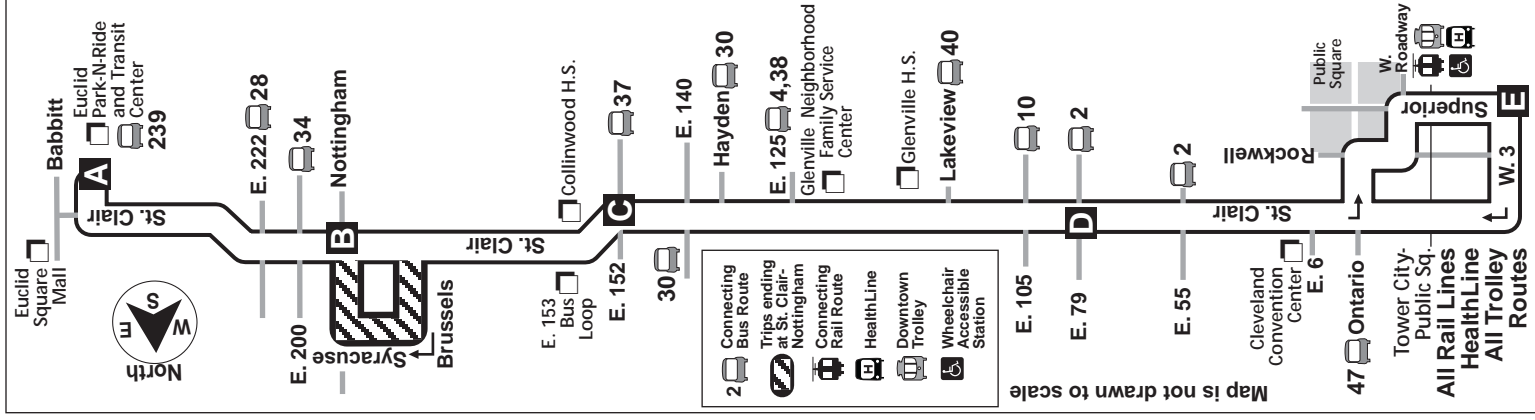 Euclid
Square
Mall
Babbitt
A
Euclid
Park-N-Ride
and Transit
Center
239
St. Clair
S
E
W
N
North
E. 222 28
E. 200
34
Nottingham
B
Syracuse
Brussels
St. Clair
Collinwood H.S.
E. 153
Bus
Loop
E. 152
C
37
30
E. 140
Hayden 30
E. 125 4,38
Glenville Neighborhood
Family Service
Center
Glenville H.S.
Lakeview 40
2 Connecting
Bus Route
Trips ending
at St. Clair-
Nottingham
Connecting
Rail Route
H HealthLine
Downtown
Trolley
Wheelchair
Accessible
Station
Map is not drawn to scale
E. 105
10
E. 79
D
2
E. 55
2
St. Clair
Cleveland
Convention
Center
E. 6
47 Ontario
Rockwell
Public
Square
W.
Roadway
H
Superior
E
W. 3
Tower City-
Public Sq.
All Rail Lines
HealthLine
All Trolley
Routes